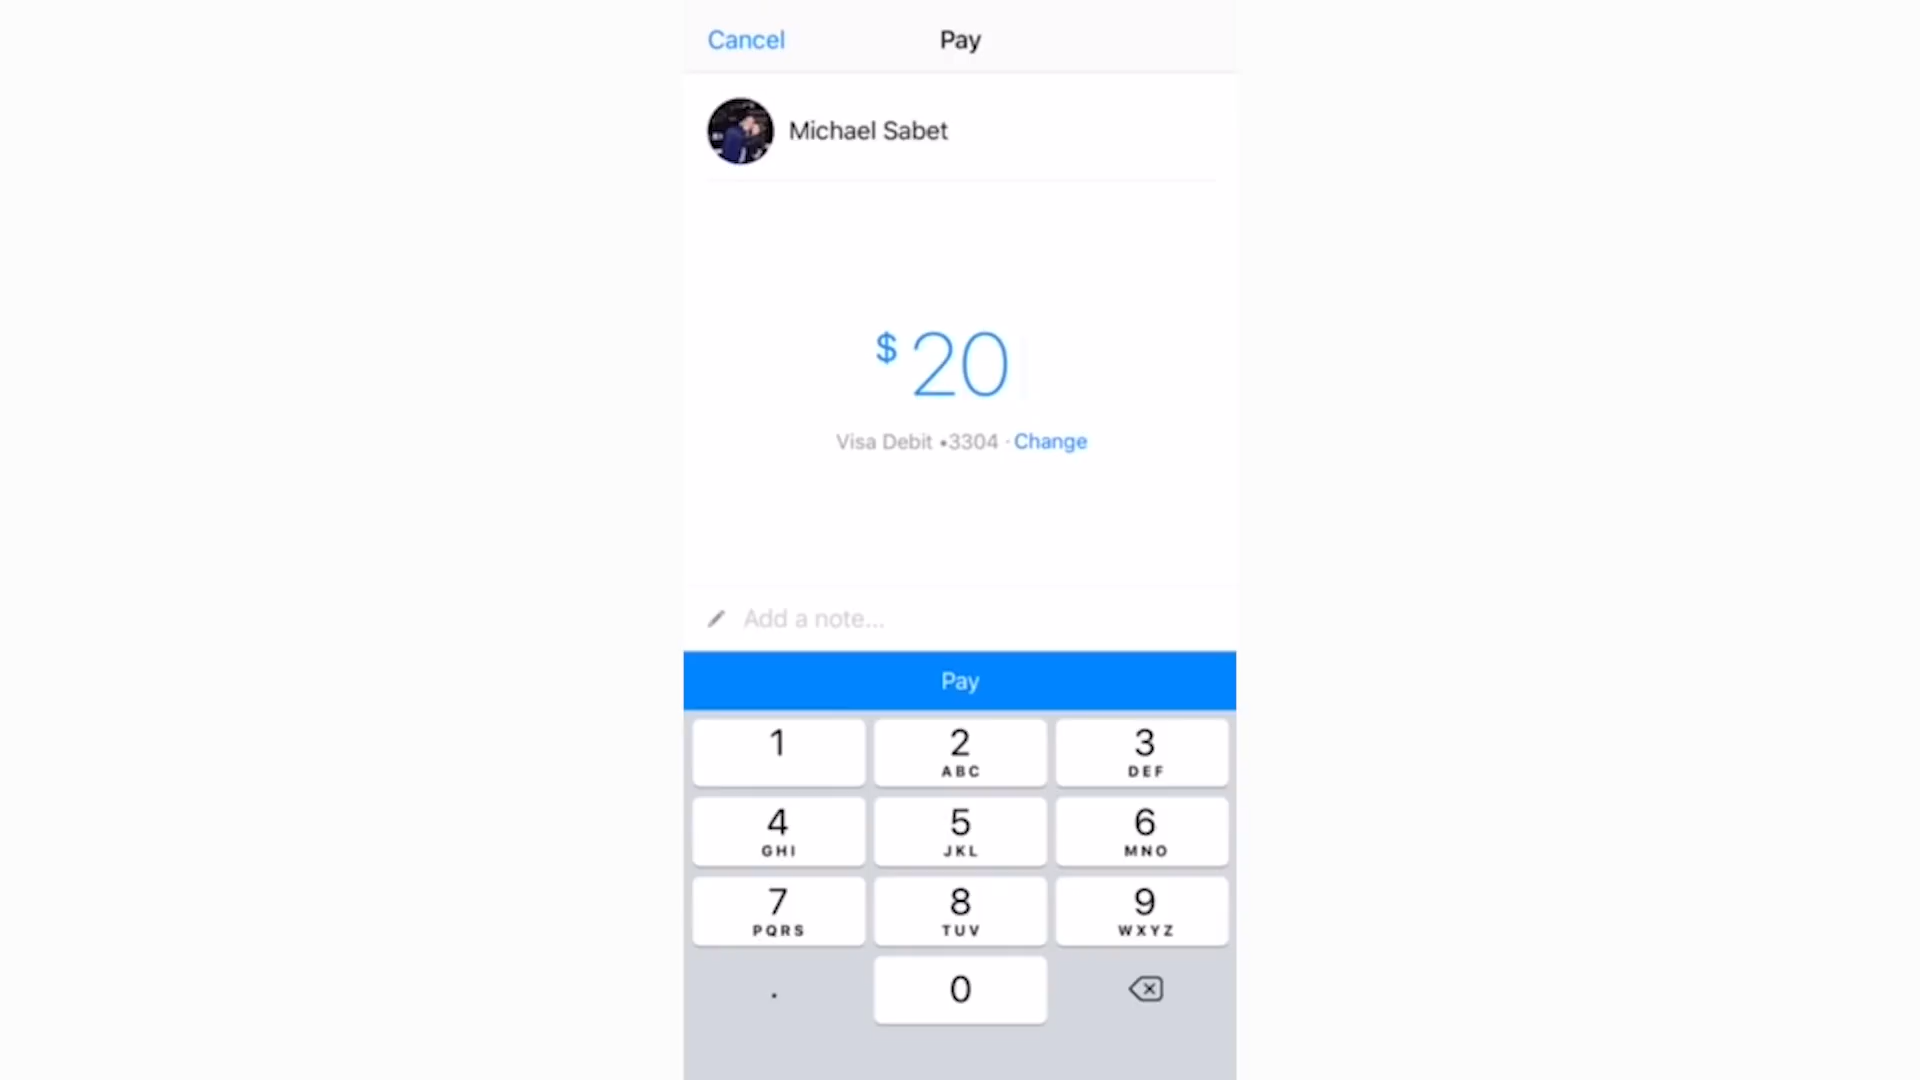 Cancel Pay
Michael Sabet
$ 20
Visa Debit •3304 · Change
Add a note...
Pay
1 2 3
ABC DEF
4 5 6
GHI JKL MNO
7 8 9
PQRS TUV WXYZ
. 0